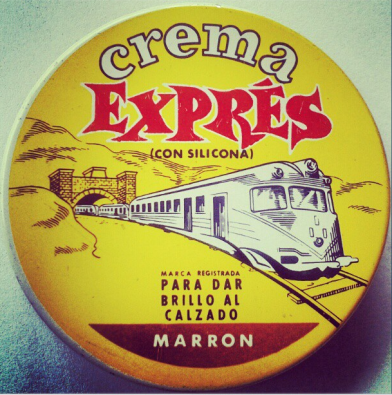 crema
EXPRÉS
(CON SILICONA)
MARCA REGISTRADA
PARA DAR
BRILLO AL
CALZADO
MARRON